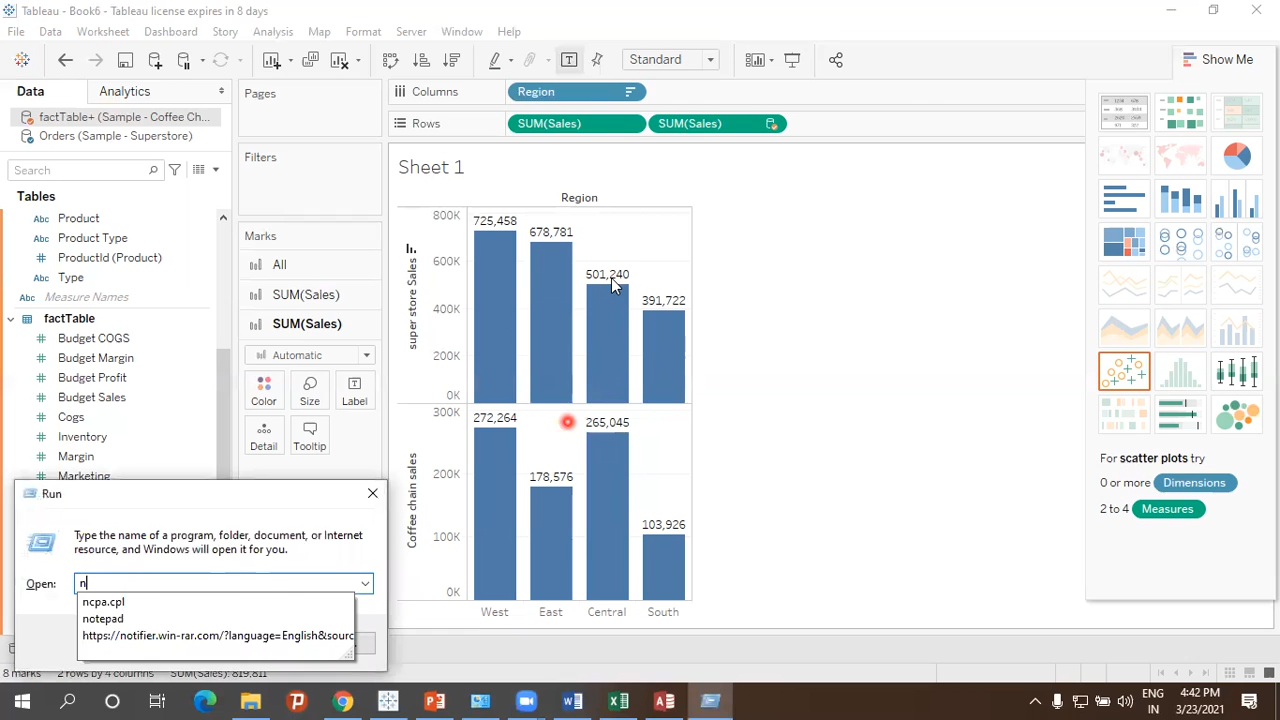 Tableau - Book6 - Tableau license expires in 8 days
File Data Worksheet Dashboard Story Analysis Map Format Server Window Help
Standard
Show Me
Data Analytics
factTable+ (Sample - Coffee Ch...
Orders (Sample - Superstore)
Search
Tables
Abc Product
Abc Product Type
Abc ProductId (Product)
Abc Type
Abc Measure Names
factTable
# Budget COGS
# Budget Margin
# Budget Profit
# Budget Sales
# Cogs
# Inventory
# Margin
# Marketing
Pages
Filters
Marks
All
SUM(Sales)
SUM(Sales)
Automatic
Color Size Label
Detail Tooltip
Columns Region
Rows SUM(Sales) SUM(Sales)
Sheet 1
Region
super store Sales
800K
600K
400K
200K
0K
725,458
678,781
501,240
391,722
Coffee chain sales
300K
200K
100K
0K
272,264
178,576
265,045
103,926
West East Central South
For scatter plots try
0 or more Dimensions
2 to 4 Measures
Run
Type the name of a program, folder, document, or Internet
resource, and Windows will open it for you.
Open: n
ncpa.cpl
notepad
https://notifier.win-rar.com/?language=English&sourc
8 marks 2 rows by 4 columns SUM(Sales): 819,811
ENG
IN
4:42 PM
3/23/2021